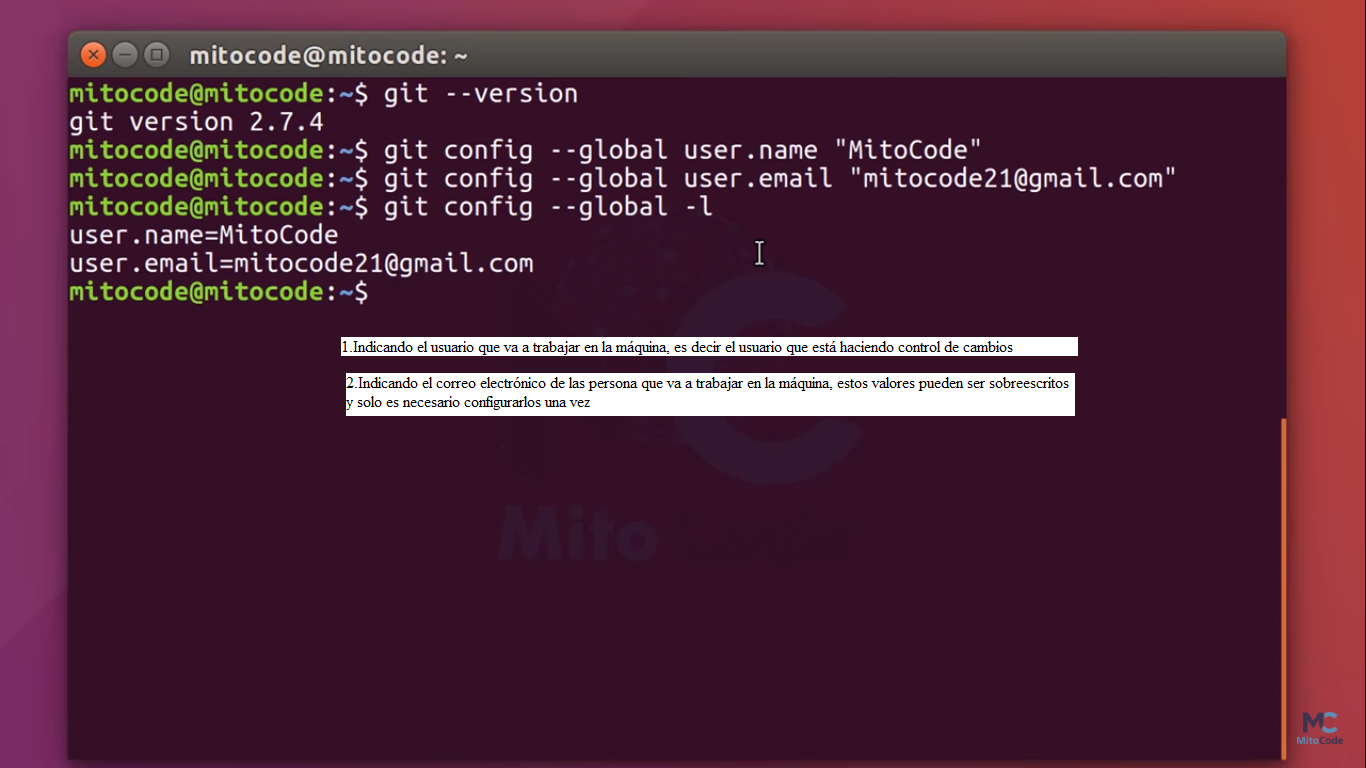 mitocode@mitocode: ~
mitocode@mitocode:~$ git --version
git version 2.7.4
mitocode@mitocode:~$ git config --global user.name "MitoCode"
mitocode@mitocode:~$ git config --global user.email "mitocode21@gmail.com"
mitocode@mitocode:~$ git config --global -l
user.name=MitoCode
user.email=mitocode21@gmail.com
mitocode@mitocode:~$
1.Indicando el usuario que va a trabajar en la máquina, es decir el usuario que está haciendo control de cambios
2.Indicando el correo electrónico de las persona que va a trabajar en la máquina, estos valores pueden ser sobreescritos
y solo es necesario configurarlos una vez
C
Mito
MC
MitoCode